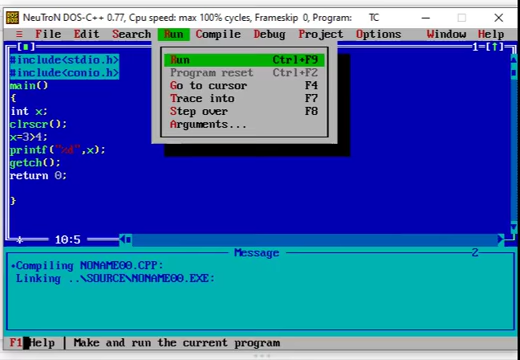 NeuTroN DOS-C++ 0.77, Cpu speed: max 100% cycles, Frameskip 0, Program: TC
≡ File Edit Search Run Compile Debug Project Options Window Help
[■] 1=[↑]
Run Ctrl+F9
Program reset Ctrl+F2
Go to cursor F4
Trace into F7
Step over F8
Arguments...
#include<stdio.h>
#include<conio.h>
main()
{
int x;
clrscr();
x=3>4;
printf("%d",x);
getch();
return 0;
}
10:5
Message 2
•Compiling NONAME00.CPP:
Linking ..\SOURCE\NONAME00.EXE:
F1 Help | Make and run the current program